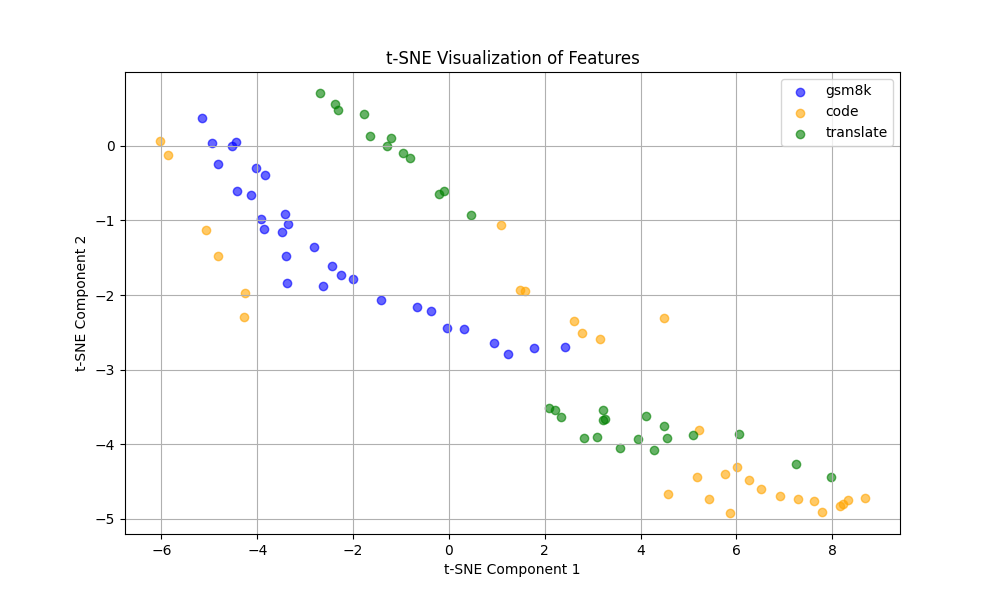 t-SNE Visualization of Features
gsm8k
code
translate
0
−1
−2
−3
−4
−5
t-SNE Component 2
−6
−4
−2
0
2
4
6
8
t-SNE Component 1